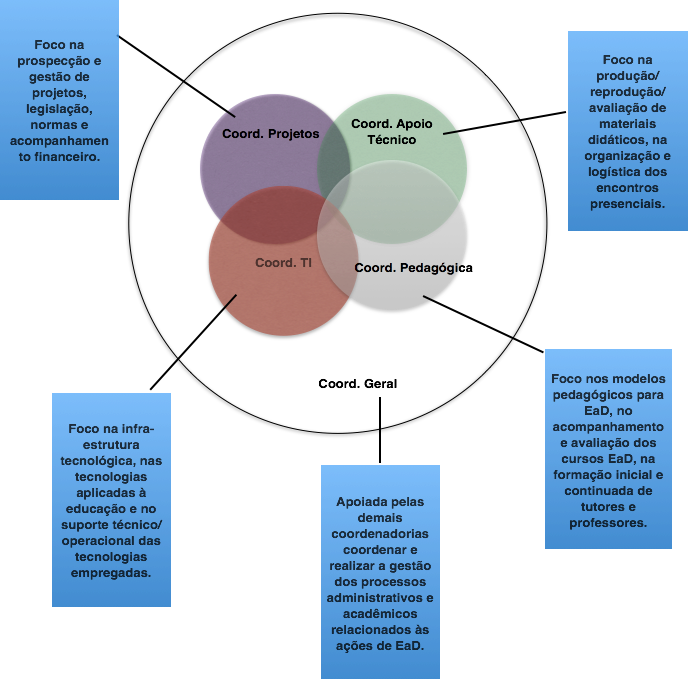 Foco na
prospecção e
gestão de
projetos,
legislação,
normas e
acompanhamen
to financeiro.
Coord. Projetos
Coord. Apoio
Técnico
Foco na
produção/
reprodução/
avaliação de
materiais
didáticos, na
organização e
logística dos
encontros
presenciais.
Coord. TI
Coord. Pedagógica
Coord. Geral
Foco na infra-
estrutura
tecnológica, nas
tecnologias
aplicadas à
educação e no
suporte técnico/
operacional das
tecnologias
empregadas.
Apoiada pelas
demais
coordenadorias
coordenar e
realizar a gestão
dos processos
administrativos e
acadêmicos
relacionados às
ações de EaD.
Foco nos modelos
pedagógicos para
EaD, no
acompanhamento
e avaliação dos
cursos EaD, na
formação inicial e
continuada de
tutores e
professores.